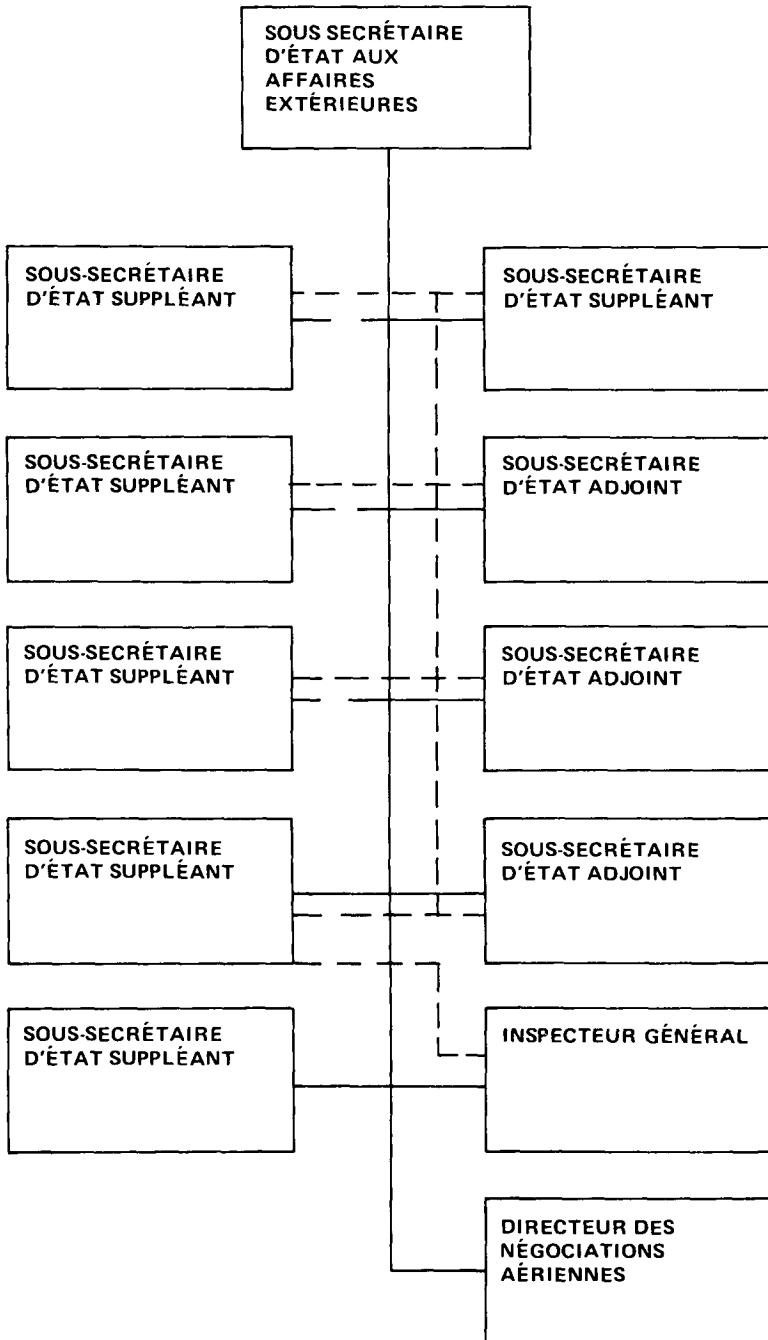 SOUS SECRÉTAIRE
D'ÉTAT AUX
AFFAIRES
EXTÉRIEURES
SOUS-SECRÉTAIRE
D'ÉTAT SUPPLÉANT
SOUS-SECRÉTAIRE
D'ÉTAT SUPPLÉANT
SOUS-SECRÉTAIRE
D'ÉTAT SUPPLÉANT
SOUS-SECRÉTAIRE
D'ÉTAT ADJOINT
SOUS-SECRÉTAIRE
D'ÉTAT SUPPLÉANT
SOUS-SECRÉTAIRE
D'ÉTAT ADJOINT
SOUS-SECRÉTAIRE
D'ÉTAT SUPPLÉANT
SOUS-SECRÉTAIRE
D'ÉTAT ADJOINT
SOUS-SECRÉTAIRE
D'ÉTAT SUPPLÉANT
INSPECTEUR GÉNÉRAL
DIRECTEUR DES
NÉGOCIATIONS
AÉRIENNES